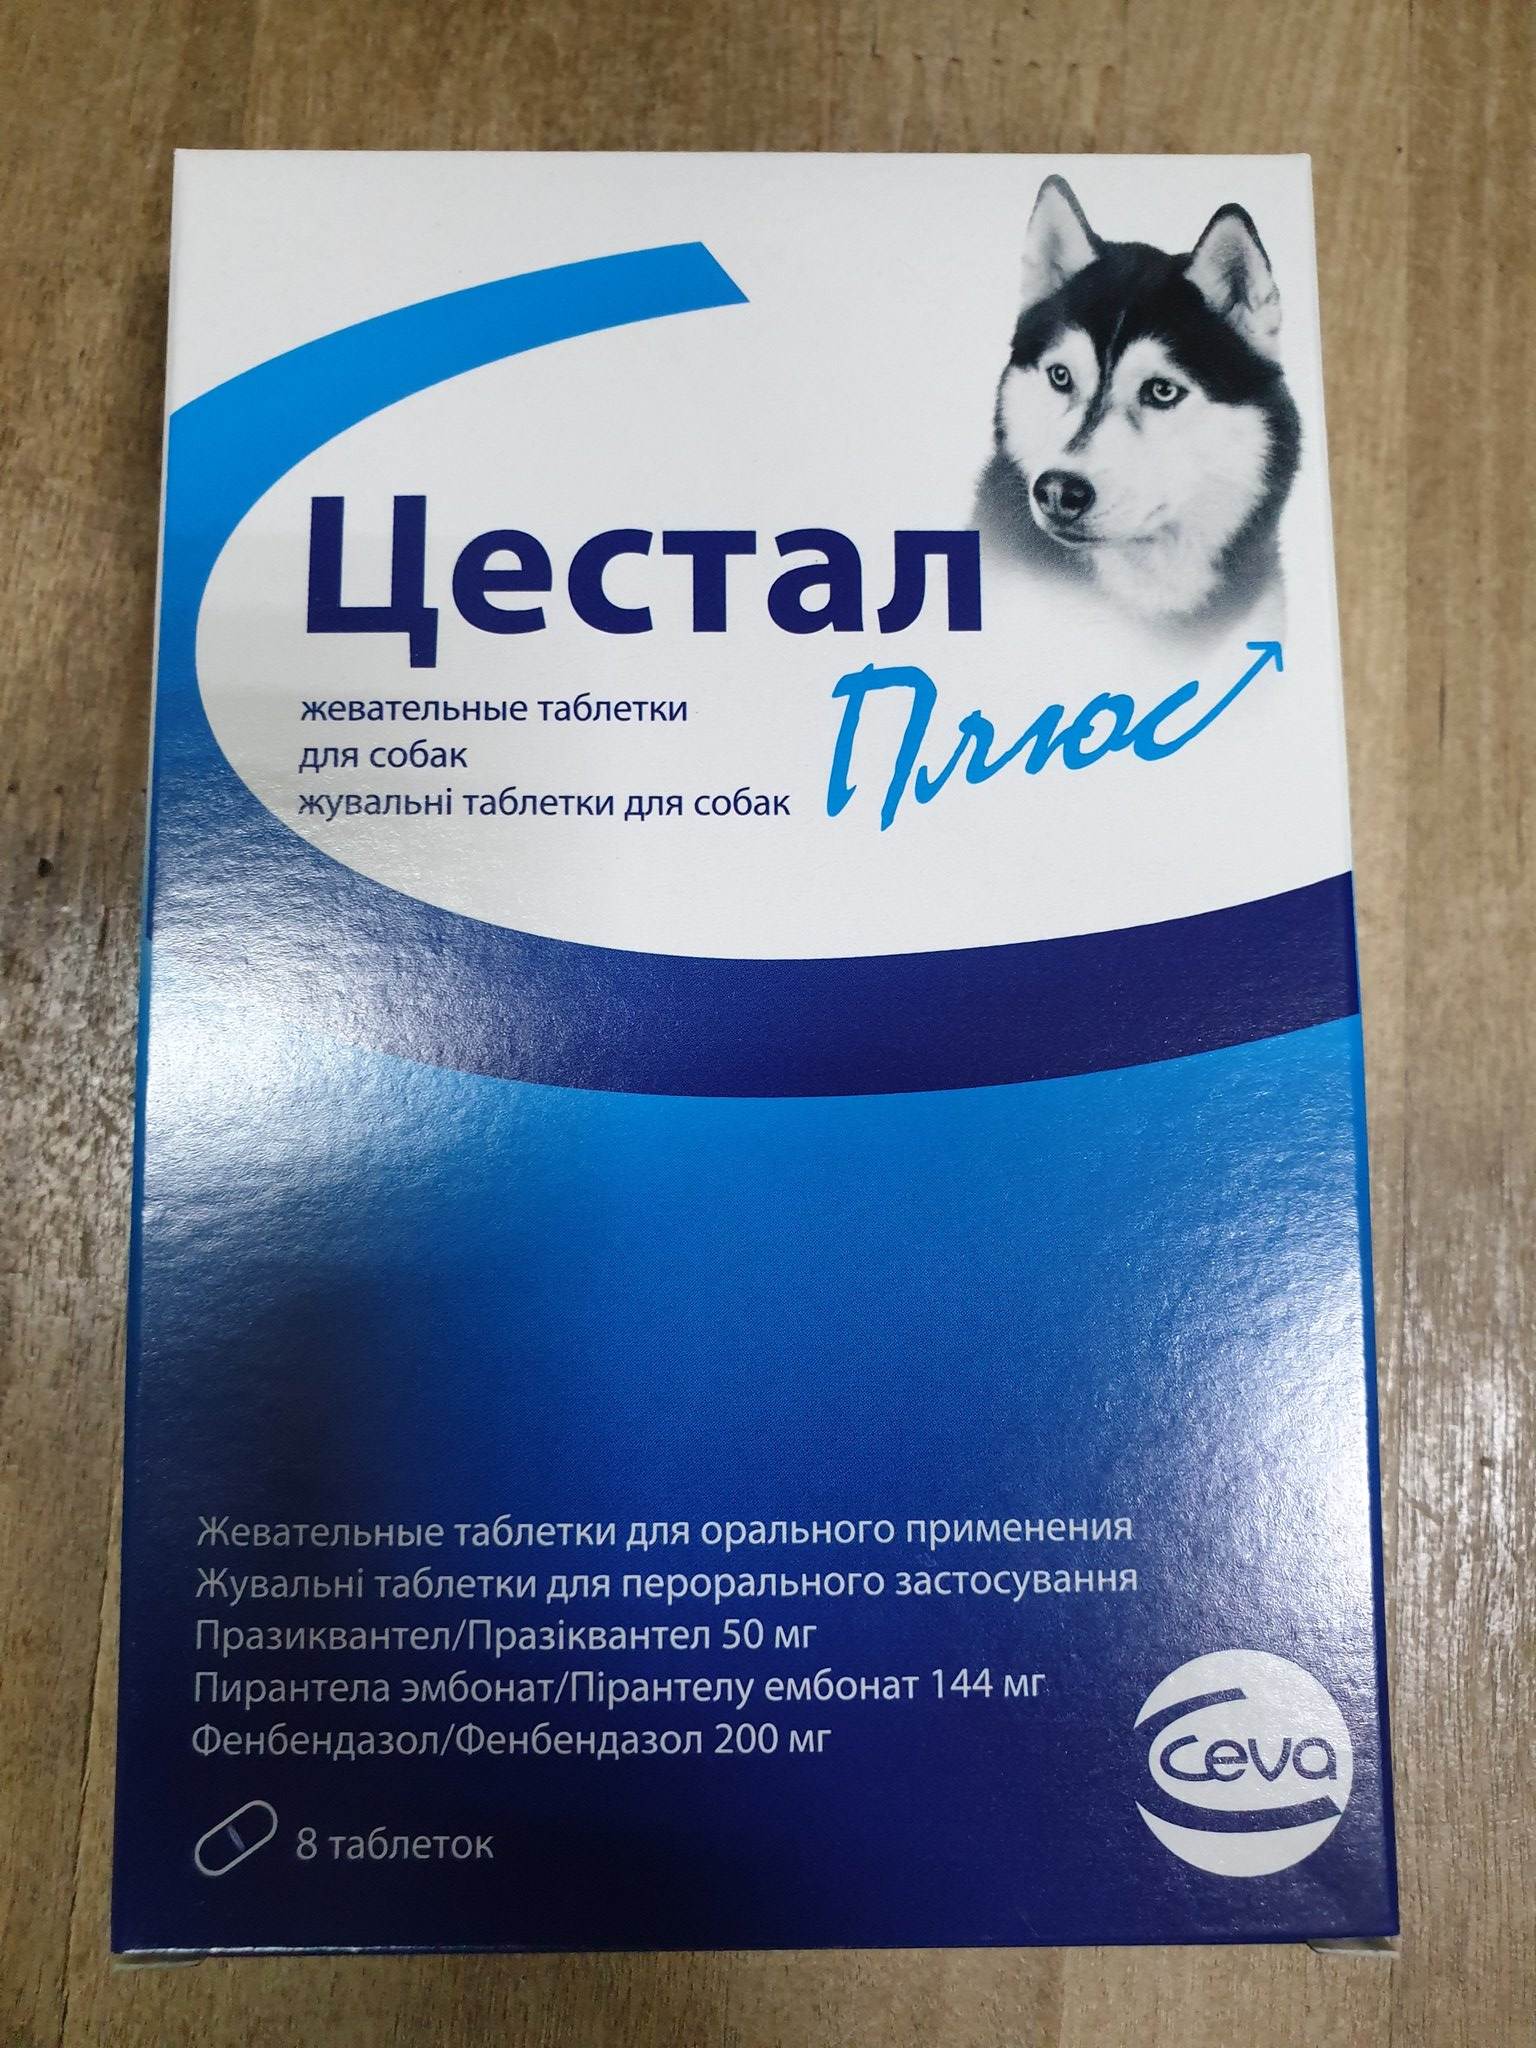 Цестал
Плюс
жевательные таблетки
для собак
жувальні таблетки для собак
Жевательные таблетки для орального применения
Жувальні таблетки для перорального застосування
Празиквантел/Празіквантел 50 мг
Пирантела эмбонат/Пірантелу ембонат 144 мг
Фенбендазол/Фенбендазол 200 мг
8 таблеток
ceva